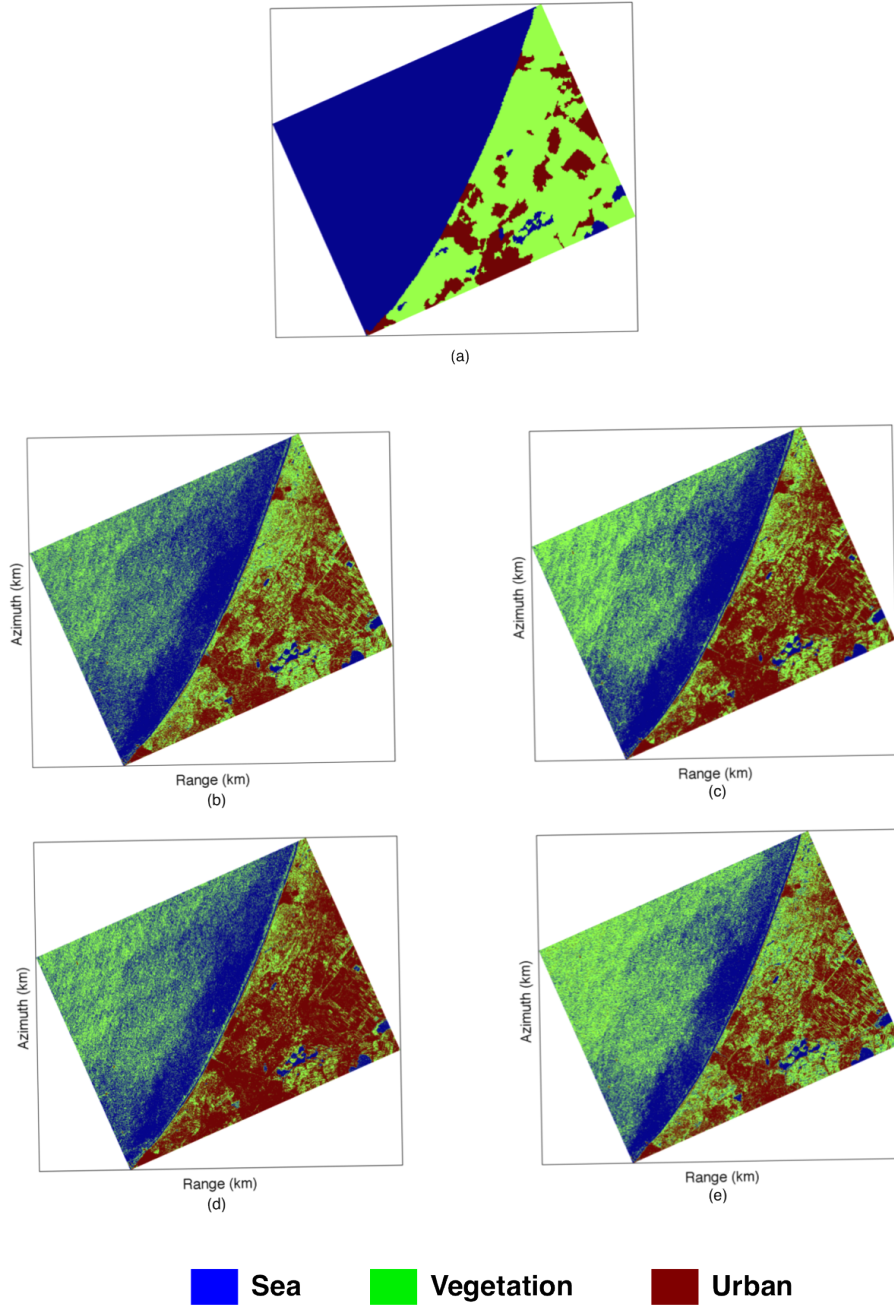 (a)
Azimuth (km)
Range (km)
(b)
Azimuth (km)
Range (km)
(c)
Azimuth (km)
Range (km)
(d)
Azimuth (km)
Range (km)
(e)
Sea
Vegetation
Urban